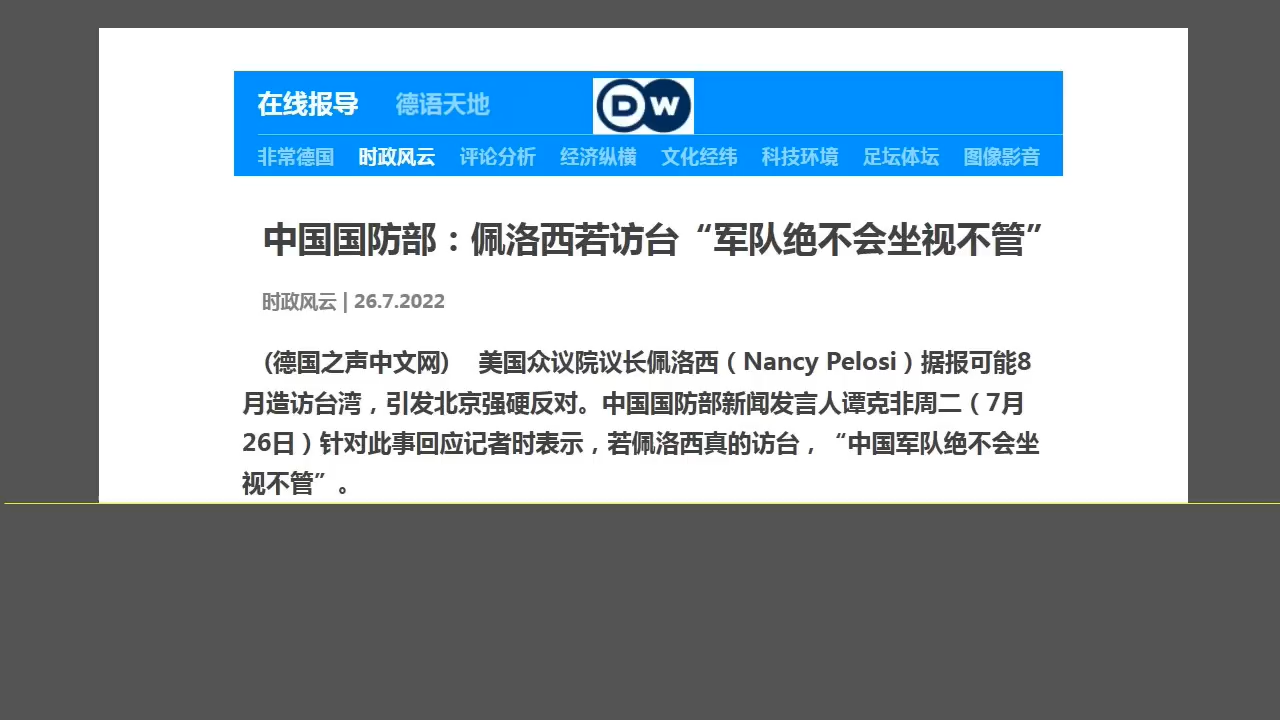 在线报导 德语天地 DW
非常德国 时政风云 评论分析 经济纵横 文化经纬 科技环境 足坛体坛 图像影音
中国国防部：佩洛西若访台“军队绝不会坐视不管”
时政风云 | 26.7.2022
(德国之声中文网) 美国众议院议长佩洛西（Nancy Pelosi）据报可能8
月造访台湾，引发北京强硬反对。中国国防部新闻发言人谭克非周二（7月
26日）针对此事回应记者时表示，若佩洛西真的访台，“中国军队绝不会坐
视不管”。